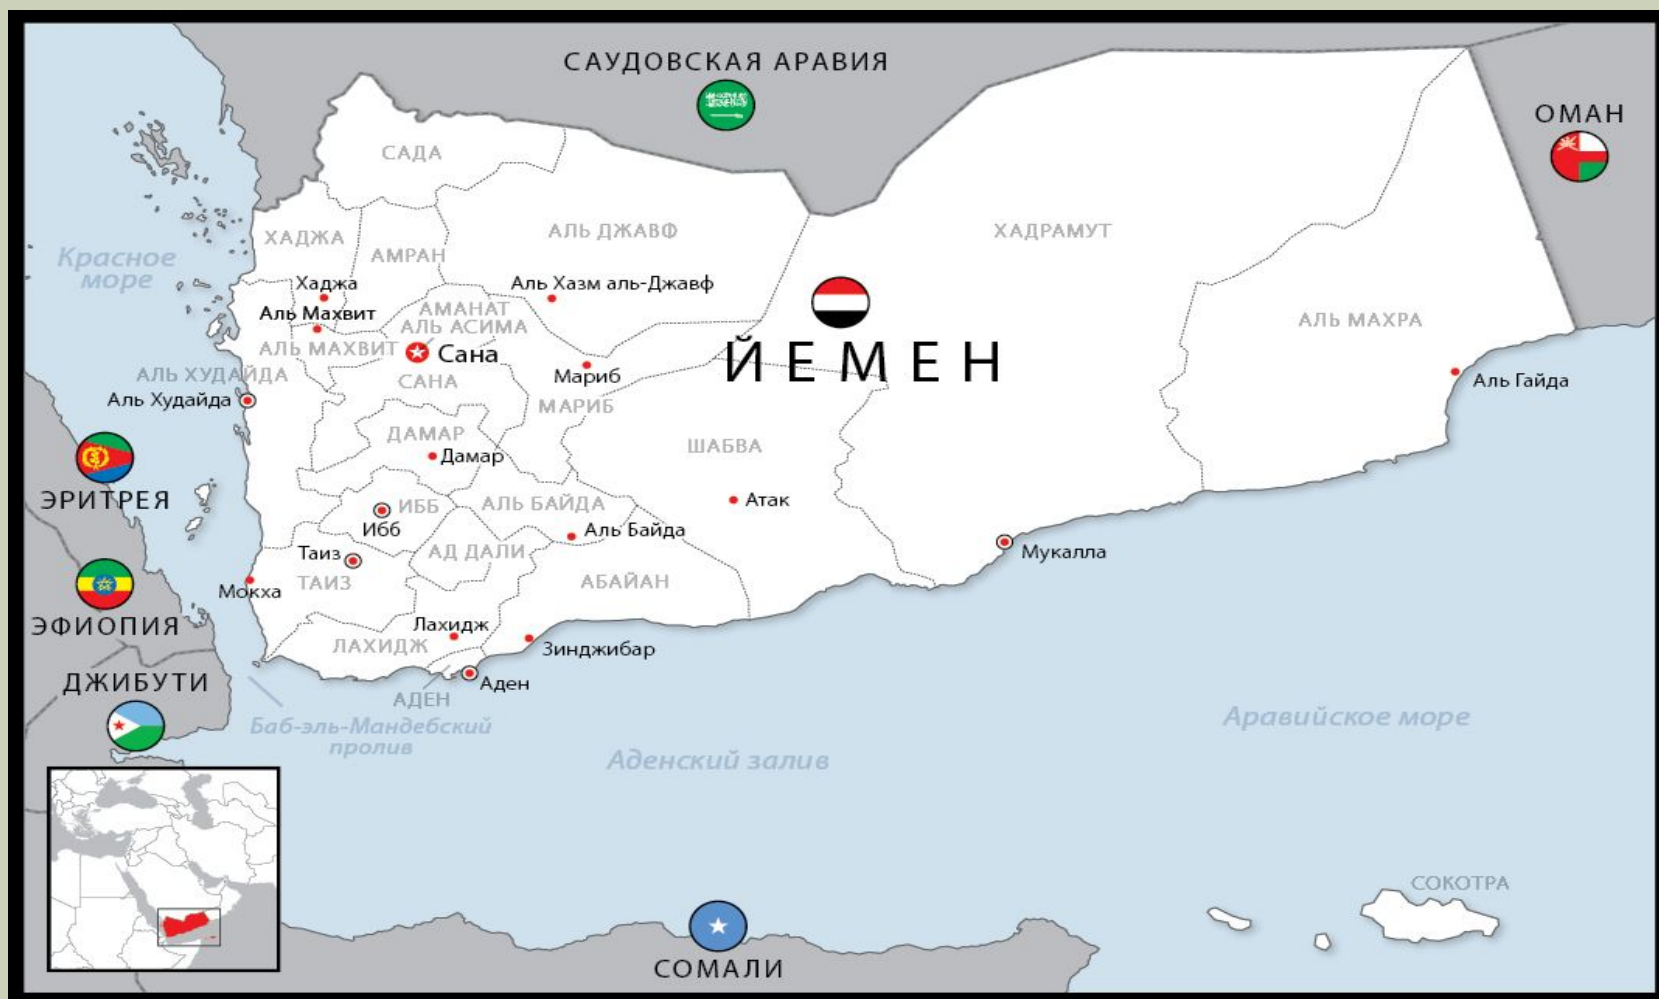 САУДОВСКАЯ АРАВИЯ
ОМАН
САДА
ХАДЖА
АМРАН
АЛЬ ДЖАВФ
ХАДРАМУТ
Красное
море
Хаджа
Аль Хазм аль-Джавф
Аль Махвит
АМАНАТ
АЛЬ АСИМА
АЛЬ МАХРА
АЛЬ МАХВИТ
Сана
ЙЕМЕН
АЛЬ ХУДАЙДА
САНА
Мариб
Аль Гайда
Аль Худайда
МАРИБ
ДАМАР
Дамар
ШАБВА
ЭРИТРЕЯ
ИББ
АЛЬ БАЙДА
Атак
Ибб
Аль Байда
Таиз
АД ДАЛИ
Мукалла
Мокха
ТАИЗ
АБАЙАН
ЭФИОПИЯ
Лахидж
ЛАХИДЖ
Зинджибар
ДЖИБУТИ
АДЕН
Аден
Баб-эль-Мандебский
пролив
Аравийское море
Аденский залив
СОКОТРА
СОМАЛИ